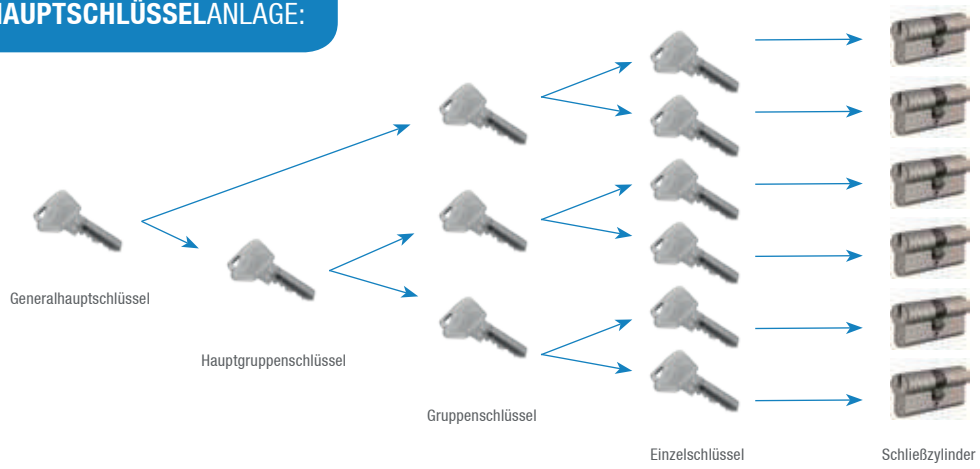 HAUPTSCHLÜSSELANLAGE:
Generalhauptschlüssel
Hauptgruppenschlüssel
Gruppenschlüssel
Einzelschlüssel
Schließzylinder